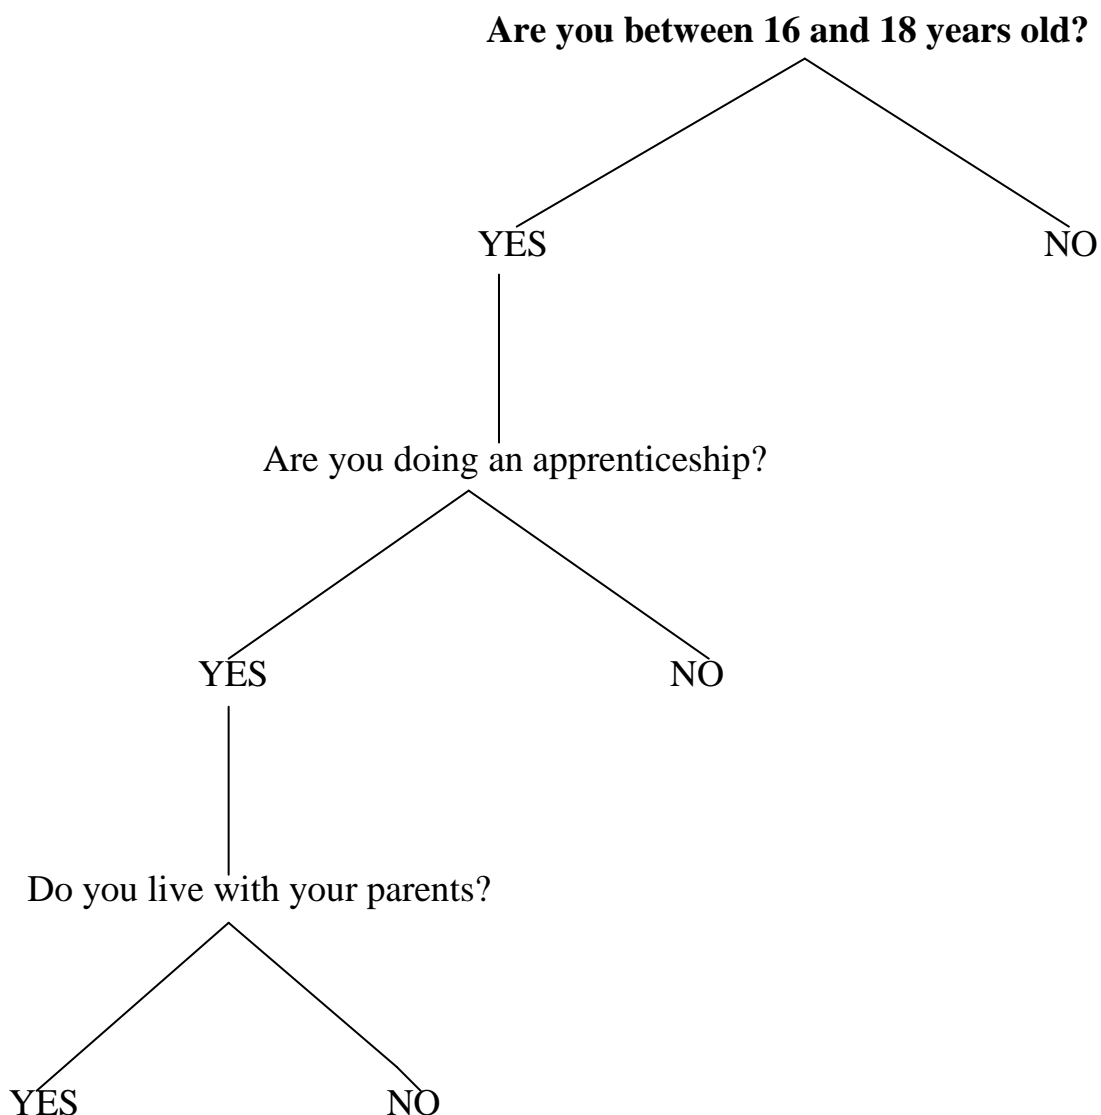 Are you between 16 and 18 years old?
YES NO
Are you doing an apprenticeship?
YES NO
Do you live with your parents?
YES NO